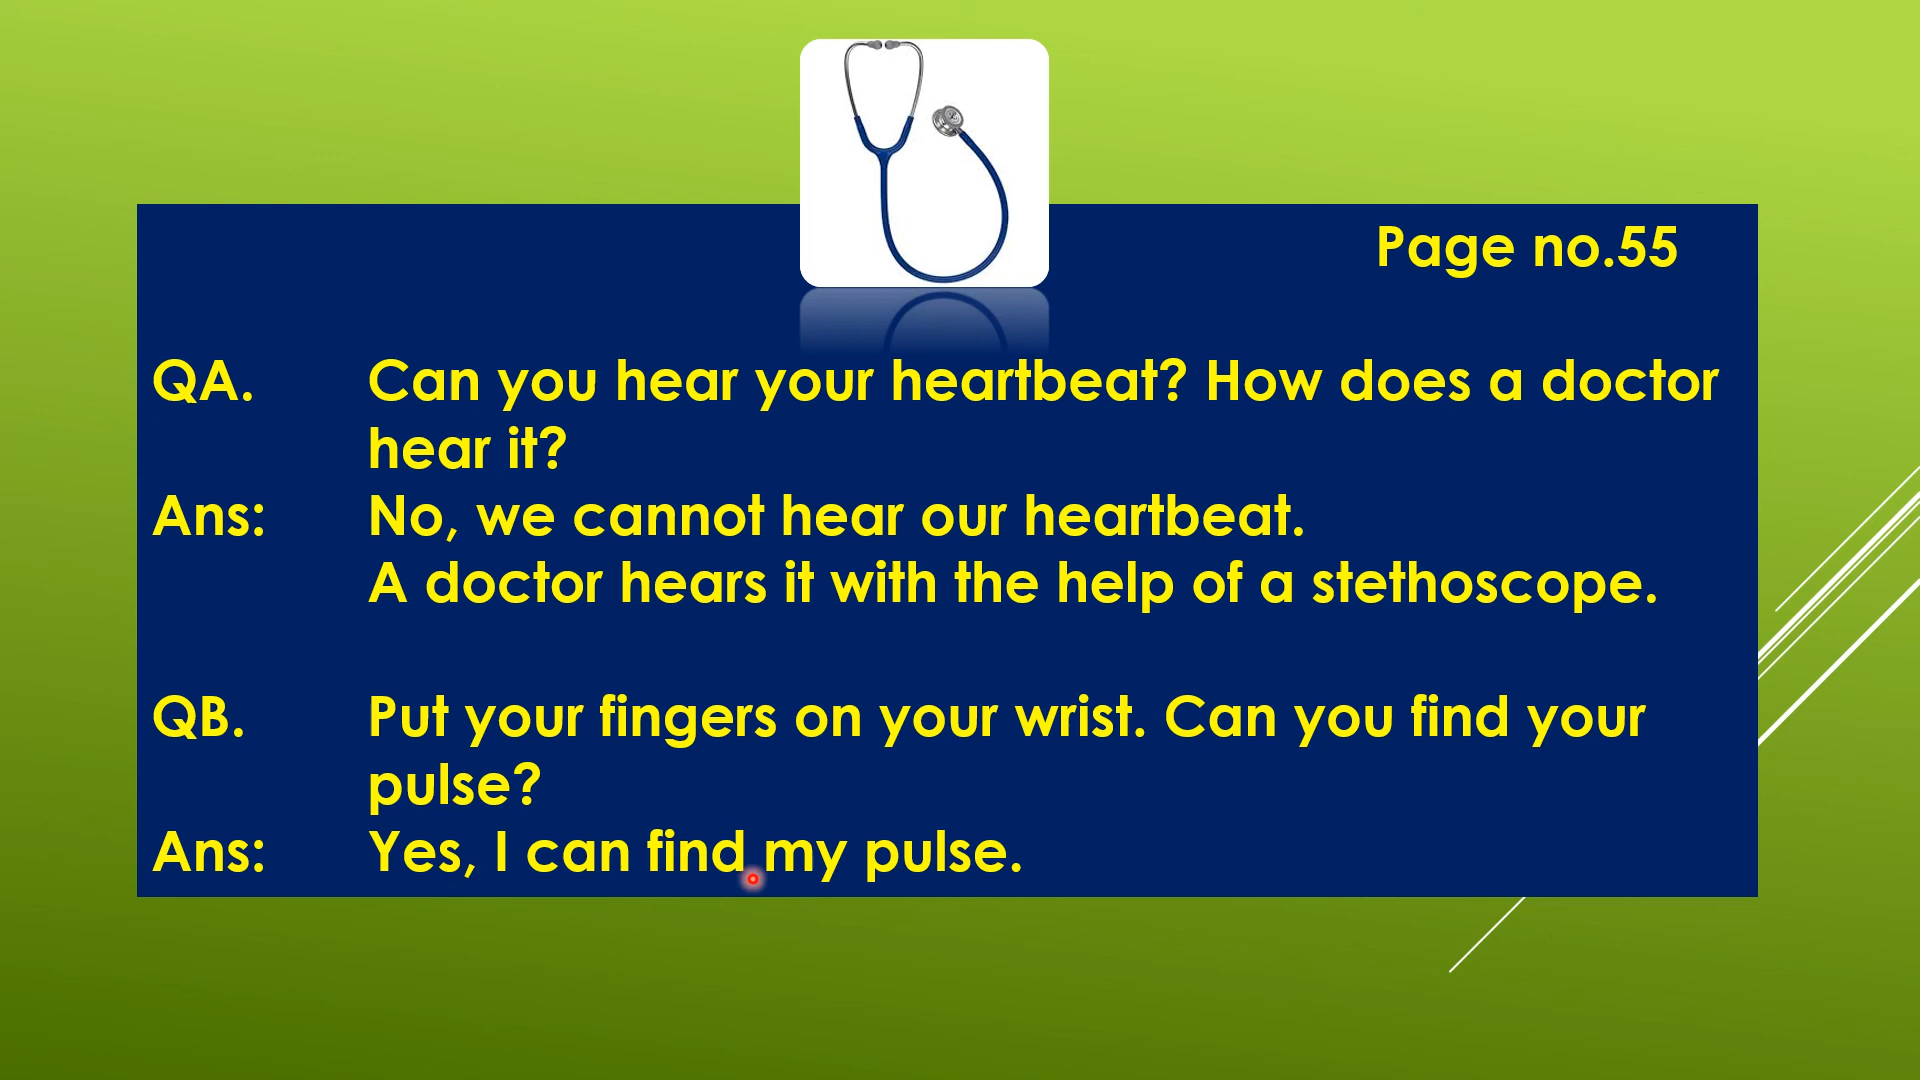 Page no.55
QA. Can you hear your heartbeat? How does a doctor
hear it?
Ans: No, we cannot hear our heartbeat.
A doctor hears it with the help of a stethoscope.
QB. Put your fingers on your wrist. Can you find your
pulse?
Ans: Yes, I can find my pulse.